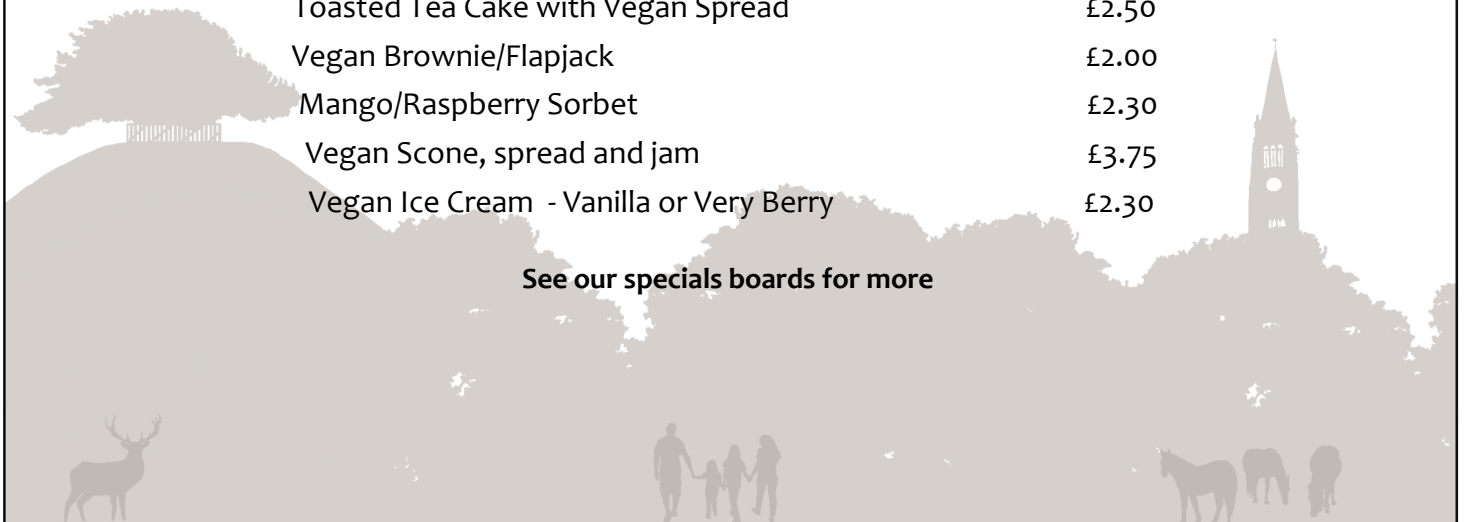 Toasted Tea Cake with Vegan Spread £2.50
Vegan Brownie/Flapjack £2.00
Mango/Raspberry Sorbet £2.30
Vegan Scone, spread and jam £3.75
Vegan Ice Cream - Vanilla or Very Berry £2.30
See our specials boards for more